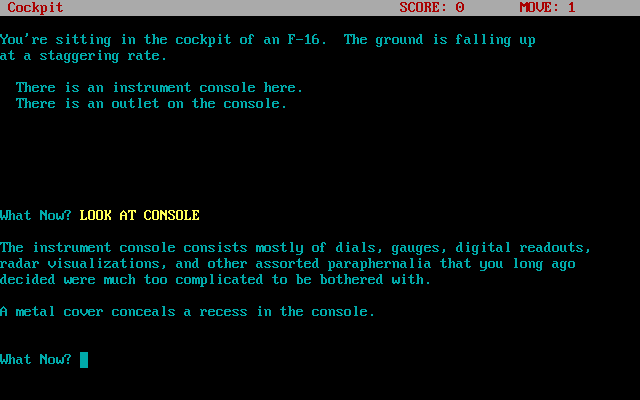 Cockpit SCORE: 0 MOVE: 1
You're sitting in the cockpit of an F-16.  The ground is falling up
at a staggering rate.
There is an instrument console here.
There is an outlet on the console.
What Now? LOOK AT CONSOLE
The instrument console consists mostly of dials, gauges, digital readouts,
radar visualizations, and other assorted paraphernalia that you long ago
decided were much too complicated to be bothered with.
A metal cover conceals a recess in the console.
What Now?